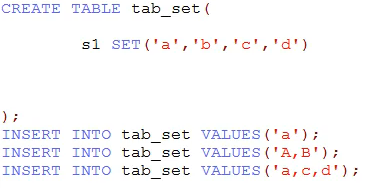 CREATE TABLE tab_set(
s1 SET('a','b','c','d')
);
INSERT INTO tab_set VALUES('a');
INSERT INTO tab_set VALUES('A,B');
INSERT INTO tab_set VALUES('a,c,d');